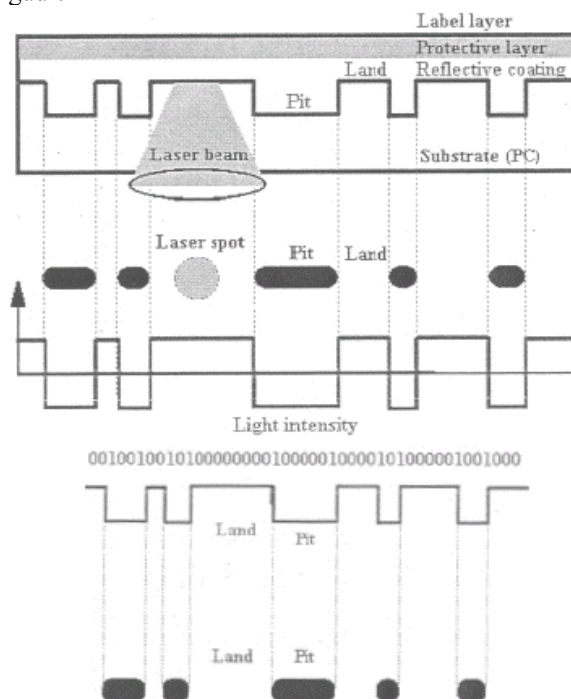 Label layer
Protective layer
Land Reflective coating
Pit
Laser beam
Substrate (PC)
Laser spot
Pit
Land
Light intensity
0010010010100000000010000010000101000001001000
Land
Pit
Land
Pit